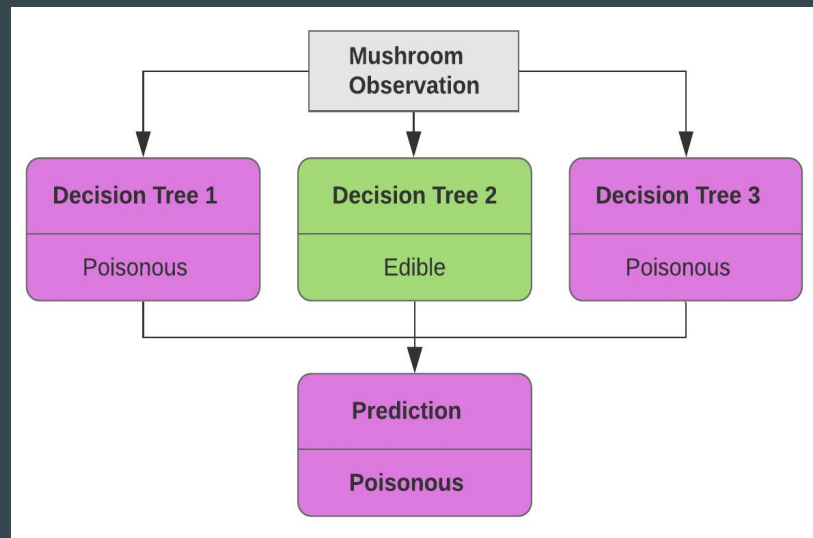 Mushroom
Observation
Decision Tree 1
Decision Tree 2
Decision Tree 3
Poisonous
Edible
Poisonous
Prediction
Poisonous